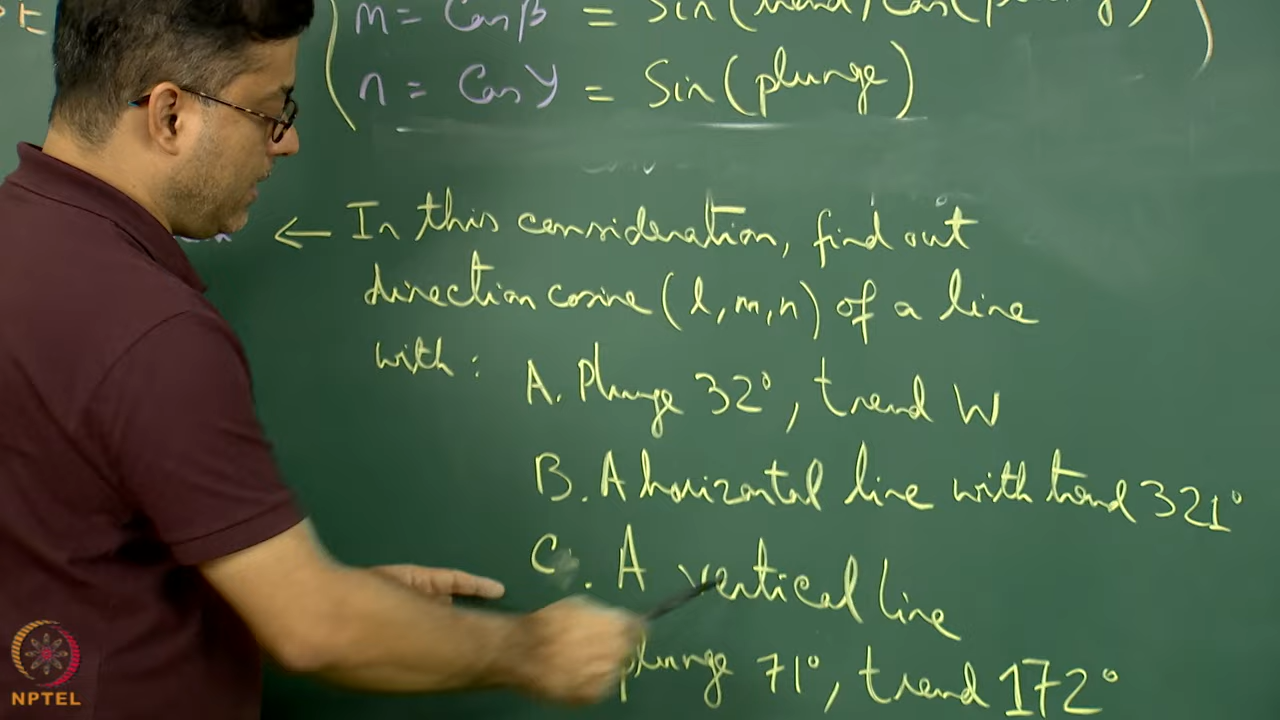 m = Cos β = Sin (trend) Cos (plunge)
n = Cos γ = Sin (plunge)
← In this consideration, find out
direction cosine (l, m, n) of a line
with :
A. Plunge 32°, trend W
B. A horizontal line with trend 321°
C. A vertical line
plunge 71°, trend 172°
NPTEL